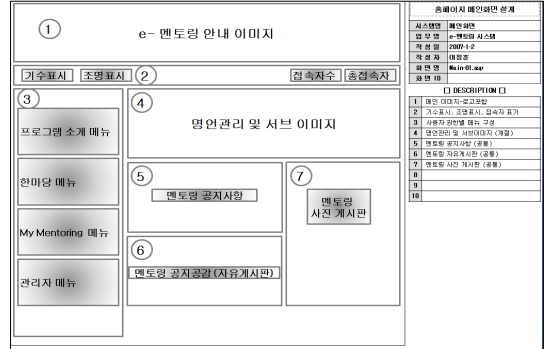 ① e- 멘토링 안내 이미지
기수표시 조명표시 ② 접속자수 총접속자
③
프로그램 소개 메뉴
한마당 메뉴
My Mentoring 메뉴
관리자 메뉴
④
명언관리 및 서브 이미지
⑤
멘토링 공지사항
⑥
멘토링 공지공감(자유게시판)
⑦
멘토링
사진 게시판
홈페이지 메인화면 설계
시스템명 메인화면
업 무 명 e-멘토링 시스템
작 성 일 2007-1-2
작 성 자 이정호
화 면 명 Main-01.asp
화 면 ID
□ DESCRIPTION □
1 메인 이미지-로고포함
2 기수표시, 조명표시, 접속자 표기
3 사용자 권한별 메뉴 구성
4 명언관리 및 서브이미지 (계절)
5 멘토링 공지사항 (공통)
6 멘토링 자유게시판 (공통)
7 멘토링 사진 게시판 (공통)
8
9
10